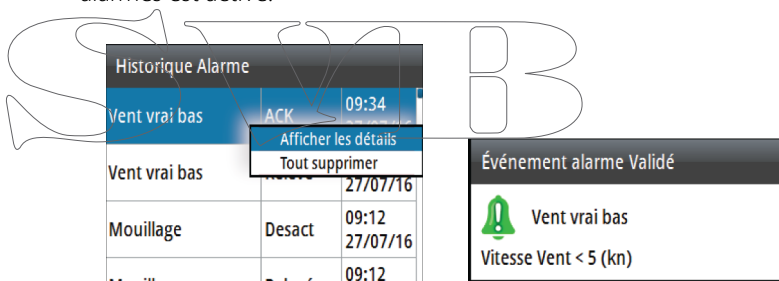 Historique Alarme
Vent vrai bas ACK 09:34
Afficher les détails
Tout supprimer
Vent vrai bas 27/07/16
Mouillage Desact 09:12
27/07/16
09:12
Événement alarme Validé
Vent vrai bas
Vitesse Vent < 5 (kn)
SVB